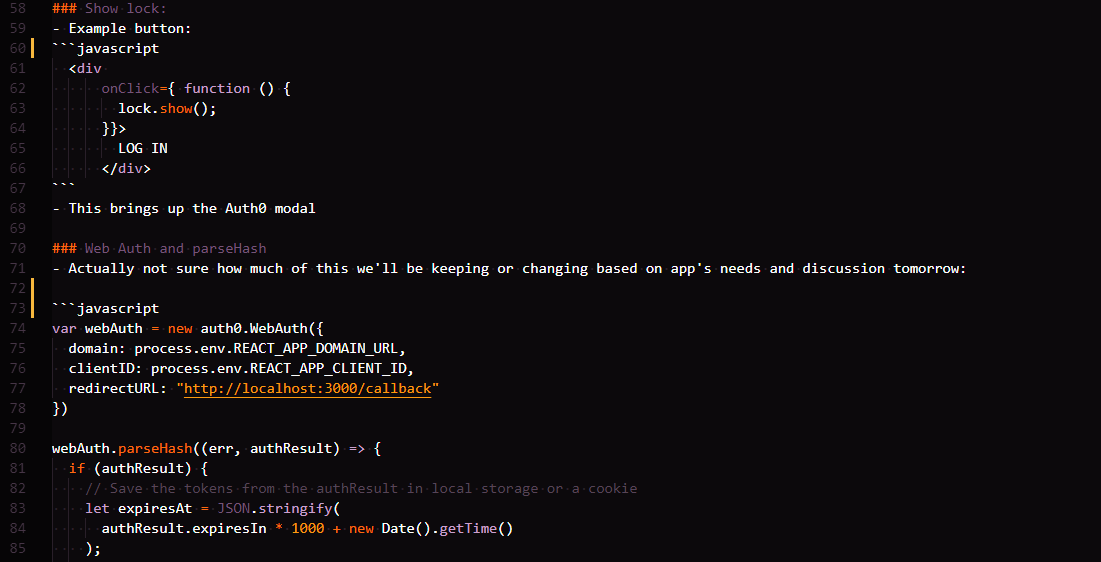 58 ### Show lock:
59 - Example button:
60 ```javascript
61   <div
62       onClick={ function () {
63         lock.show();
64       }}>
65         LOG IN
66       </div>
67 ```
68 - This brings up the Auth0 modal
69
70 ### Web Auth and parseHash
71 - Actually not sure how much of this we'll be keeping or changing based on app's needs and discussion tomorrow:
72
73 ```javascript
74 var webAuth = new auth0.WebAuth({
75   domain: process.env.REACT_APP_DOMAIN_URL,
76   clientID: process.env.REACT_APP_CLIENT_ID,
77   redirectURL: "http://localhost:3000/callback"
78 })
79
80 webAuth.parseHash((err, authResult) => {
81   if (authResult) {
82     // Save the tokens from the authResult in local storage or a cookie
83     let expiresAt = JSON.stringify(
84       authResult.expiresIn * 1000 + new Date().getTime()
85     );